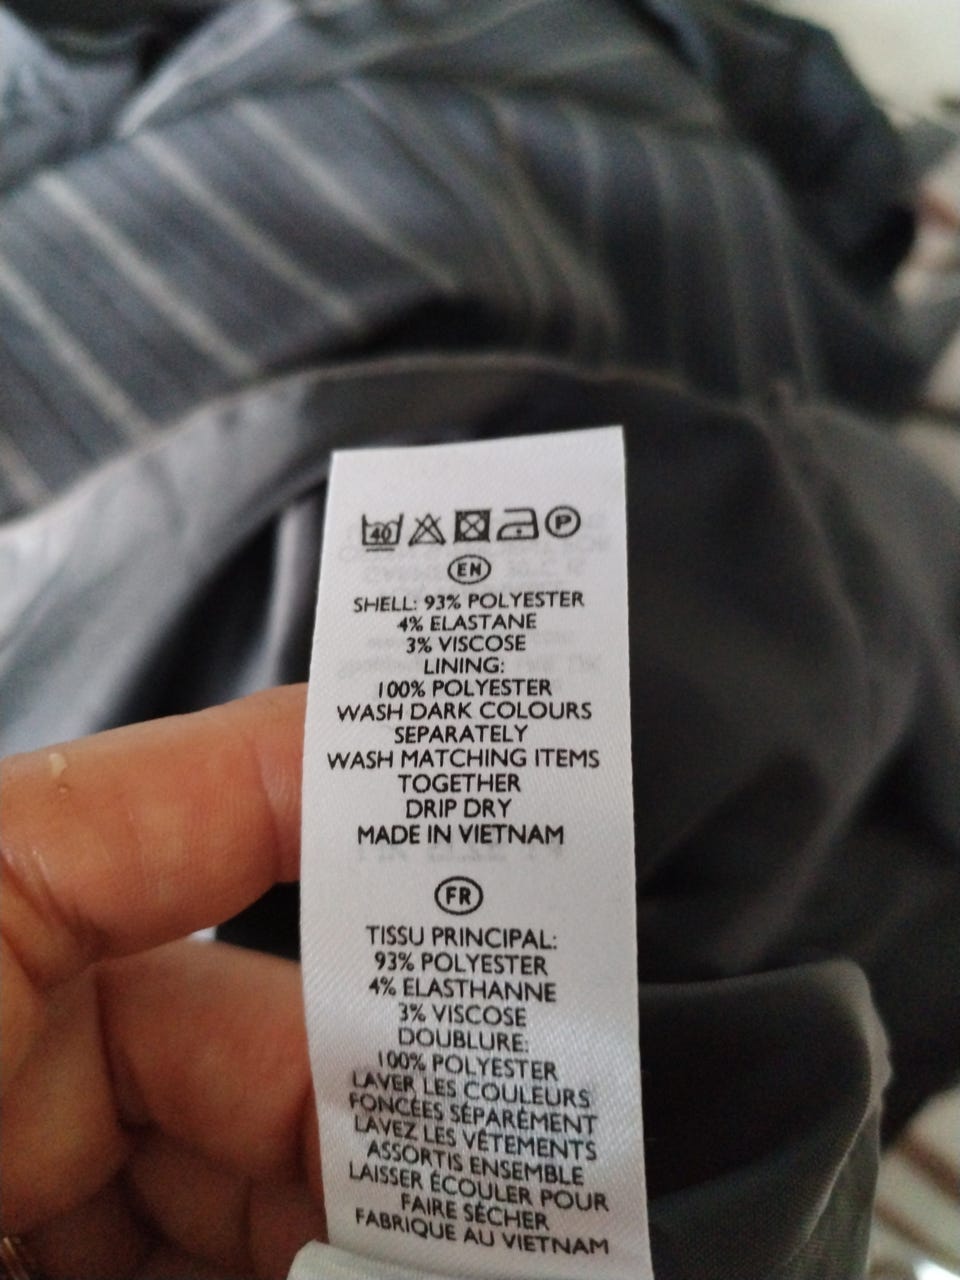 40 P
EN
SHELL: 93% POLYESTER
4% ELASTANE
3% VISCOSE
LINING:
100% POLYESTER
WASH DARK COLOURS
SEPARATELY
WASH MATCHING ITEMS
TOGETHER
DRIP DRY
MADE IN VIETNAM
FR
TISSU PRINCIPAL:
93% POLYESTER
4% ELASTHANNE
3% VISCOSE
DOUBLURE:
100% POLYESTER
LAVER LES COULEURS
FONCÉES SÉPARÉMENT
LAVEZ LES VÊTEMENTS
ASSORTIS ENSEMBLE
LAISSER ÉCOULER POUR
FAIRE SÉCHER
FABRIQUE AU VIETNAM